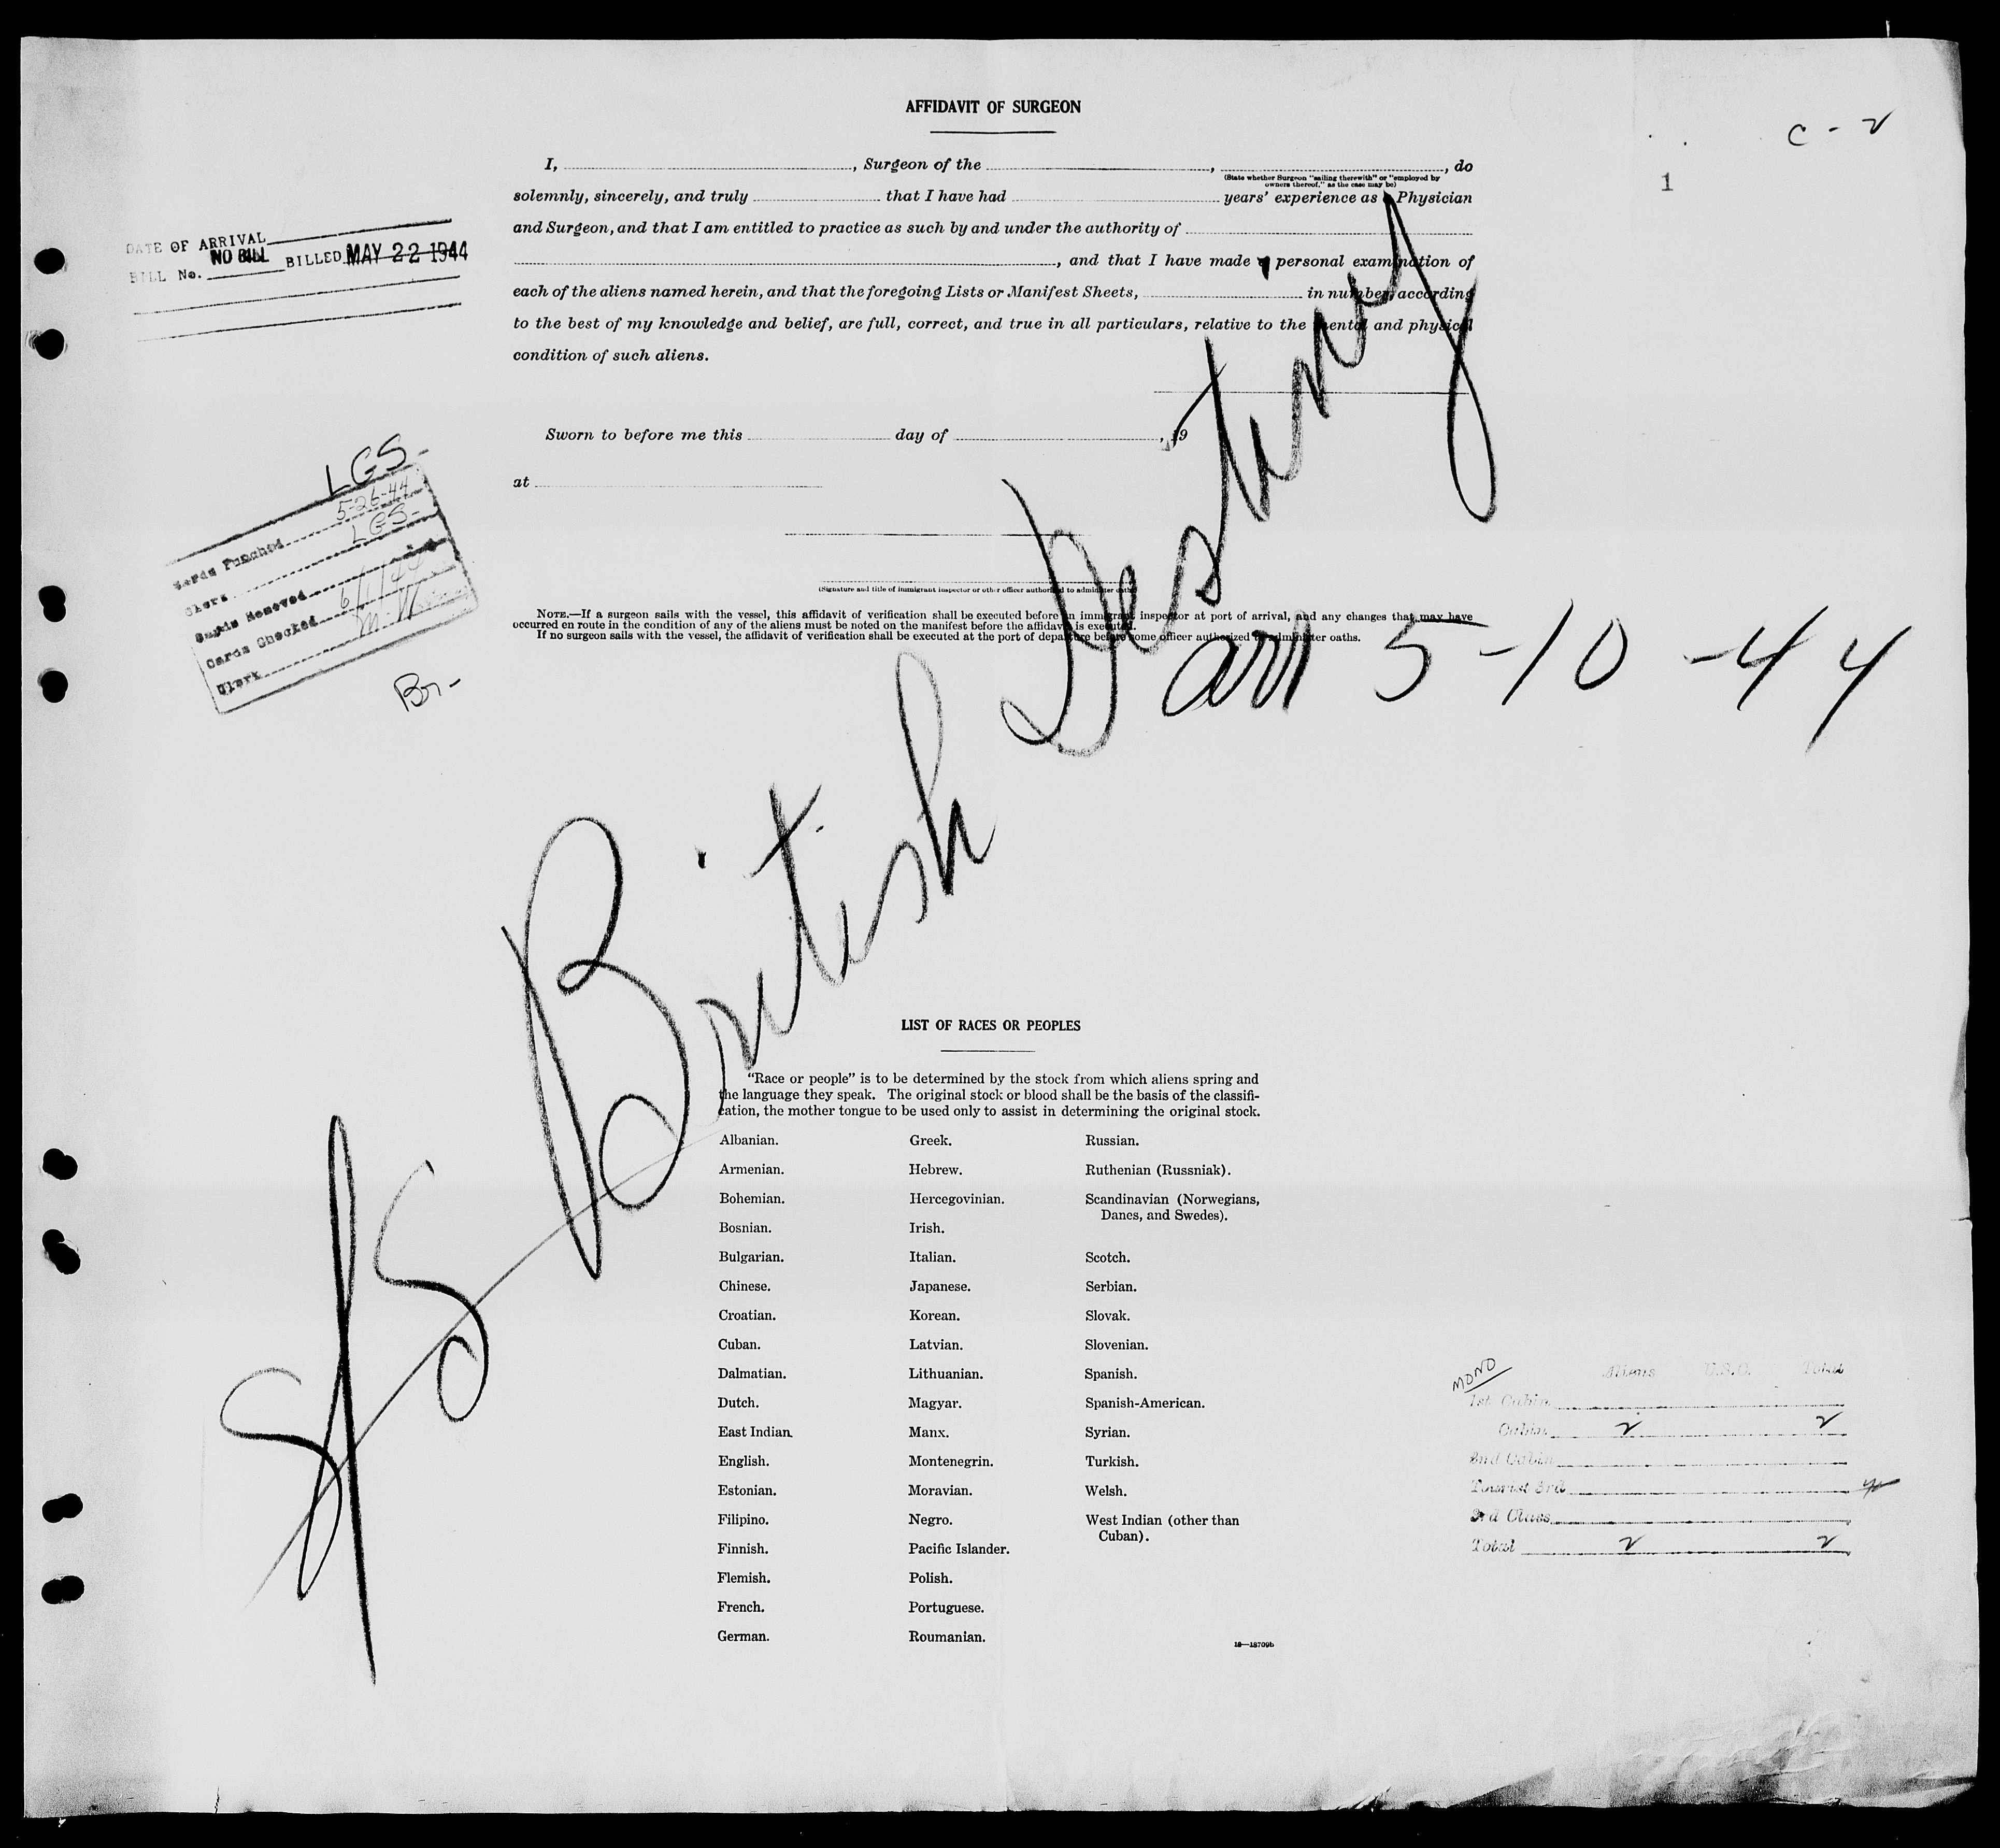 AFFIDAVIT OF SURGEON
C - 2
1
I, ............, Surgeon of the ............, ............, do
(State whether Surgeon "sailing therewith" or "employed by
owners thereof," as the case may be)
solemnly, sincerely, and truly ............ that I have had ............ years' experience as a Physician
and Surgeon, and that I am entitled to practice as such by and under the authority of ............
............, and that I have made a personal examination of
each of the aliens named herein, and that the foregoing Lists or Manifest Sheets, ............ in number, according
to the best of my knowledge and belief, are full, correct, and true in all particulars, relative to the mental and physical
condition of such aliens.
DATE OF ARRIVAL
BILL No. NO BILL BILLED MAY 22 1944
Sworn to before me this ............ day of ............, 19
at ............
(Signature and title of immigrant inspector or other officer authorized to administer oaths)
NOTE.—If a surgeon sails with the vessel, this affidavit of verification shall be executed before an immigrant inspector at port of arrival, and any changes that may have
occurred en route in the condition of any of the aliens must be noted on the manifest before the affidavit is executed.
If no surgeon sails with the vessel, the affidavit of verification shall be executed at the port of departure before some officer authorized to administer oaths.
LGS-
Cards Punched 5-26-44
Clerk LGS-
Cards Removed
Cards Checked
Clerk
S/S British Destiny
arr 5-10-44
LIST OF RACES OR PEOPLES
"Race or people" is to be determined by the stock from which aliens spring and
the language they speak. The original stock or blood shall be the basis of the classifi-
cation, the mother tongue to be used only to assist in determining the original stock.
Albanian.
Armenian.
Bohemian.
Bosnian.
Bulgarian.
Chinese.
Croatian.
Cuban.
Dalmatian.
Dutch.
East Indian.
English.
Estonian.
Filipino.
Finnish.
Flemish.
French.
German.
Greek.
Hebrew.
Hercegovinian.
Irish.
Italian.
Japanese.
Korean.
Latvian.
Lithuanian.
Magyar.
Manx.
Montenegrin.
Moravian.
Negro.
Pacific Islander.
Polish.
Portuguese.
Roumanian.
Russian.
Ruthenian (Russniak).
Scandinavian (Norwegians,
Danes, and Swedes).
Scotch.
Serbian.
Slovak.
Slovenian.
Spanish.
Spanish-American.
Syrian.
Turkish.
Welsh.
West Indian (other than
Cuban).
16—18709b
MONO
Aliens U.S.C. Total
1st Cabin
Cabin 2 2
2nd Cabin
Tourist 3rd
3rd Class
Total 2 2